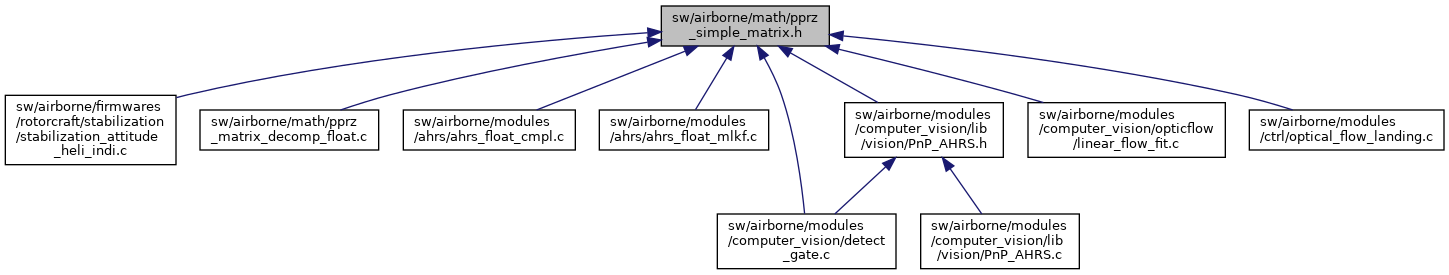 sw/airborne/math/pprz
_simple_matrix.h
sw/airborne/firmwares
/rotorcraft/stabilization
/stabilization_attitude
_heli_indi.c
sw/airborne/math/pprz
_matrix_decomp_float.c
sw/airborne/modules
/ahrs/ahrs_float_cmpl.c
sw/airborne/modules
/ahrs/ahrs_float_mlkf.c
sw/airborne/modules
/computer_vision/lib
/vision/PnP_AHRS.h
sw/airborne/modules
/computer_vision/opticflow
/linear_flow_fit.c
sw/airborne/modules
/ctrl/optical_flow_landing.c
sw/airborne/modules
/computer_vision/detect
_gate.c
sw/airborne/modules
/computer_vision/lib
/vision/PnP_AHRS.c